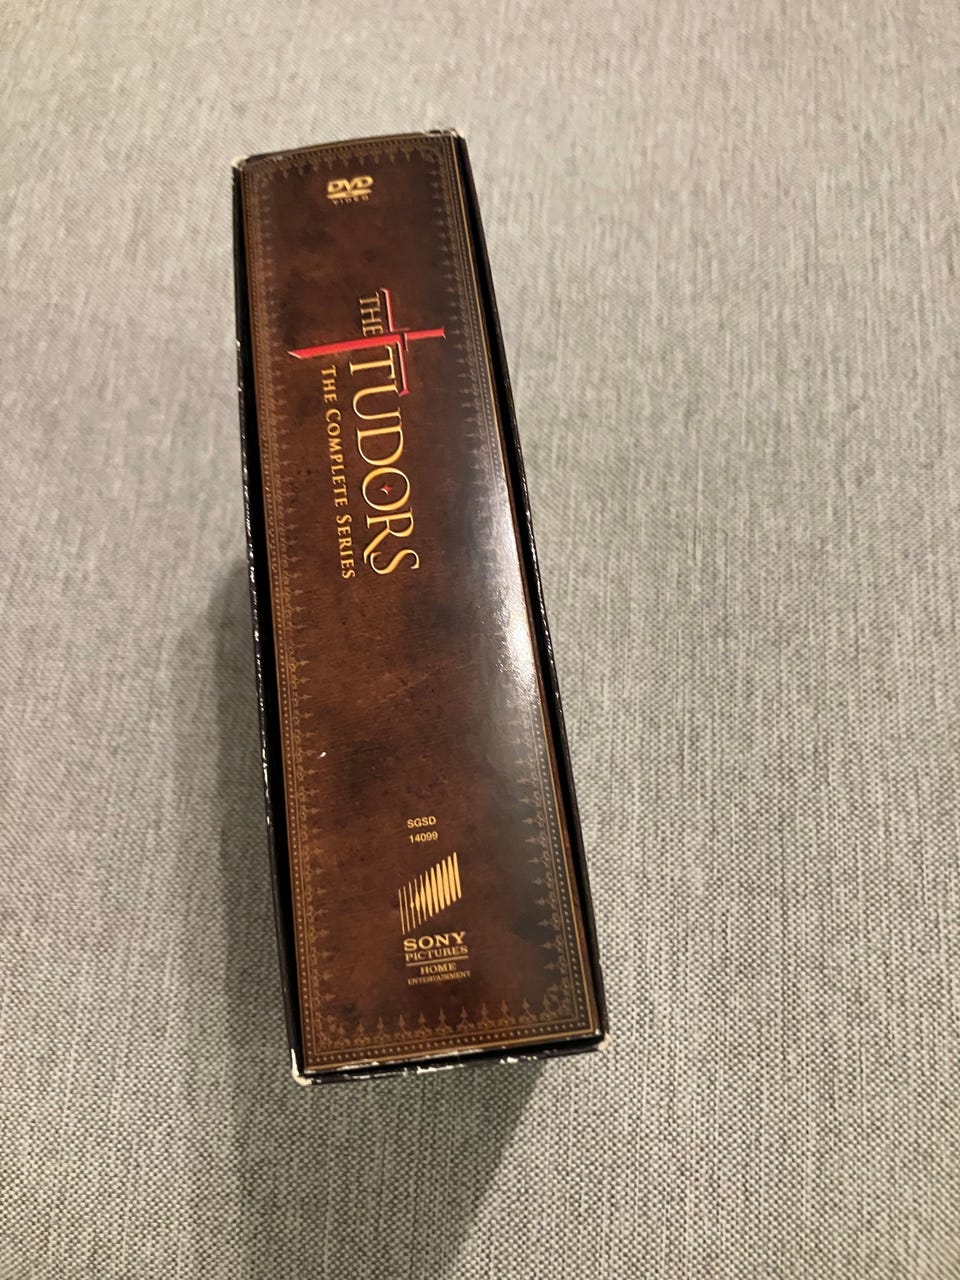 DVD
VIDEO
THE
TUDORS
THE COMPLETE SERIES
SGSD
14099
SONY
PICTURES
HOME
ENTERTAINMENT